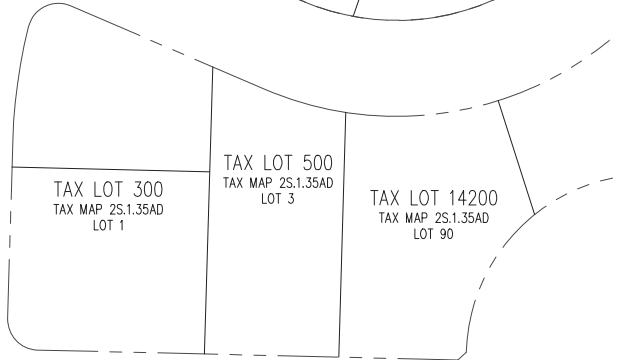 TAX LOT 300
TAX MAP 2S.1.35AD
LOT 1
TAX LOT 500
TAX MAP 2S.1.35AD
LOT 3
TAX LOT 14200
TAX MAP 2S.1.35AD
LOT 90